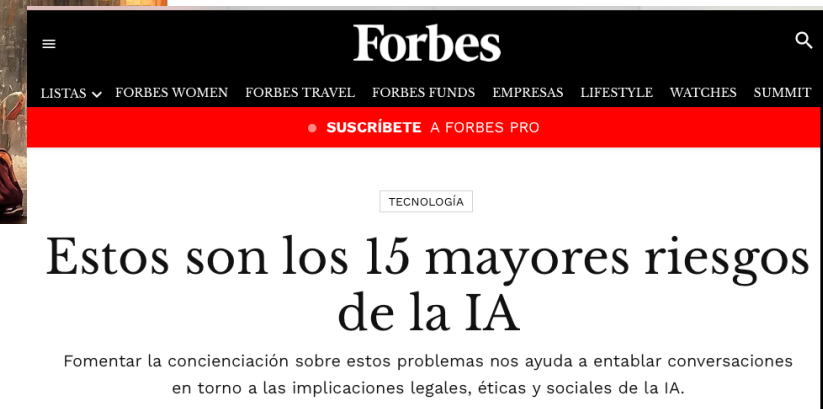 Forbes
LISTAS FORBES WOMEN FORBES TRAVEL FORBES FUNDS EMPRESAS LIFESTYLE WATCHES SUMMIT
SUSCRÍBETE A FORBES PRO
TECNOLOGÍA
Estos son los 15 mayores riesgos
de la IA
Fomentar la concienciación sobre estos problemas nos ayuda a entablar conversaciones
en torno a las implicaciones legales, éticas y sociales de la IA.